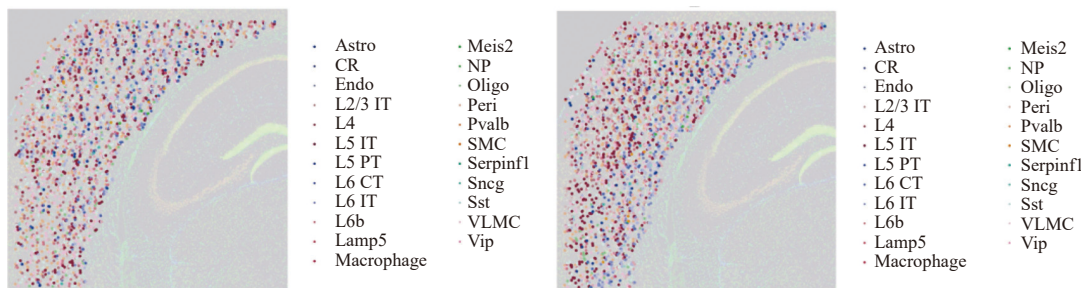 Astro
CR
Endo
L2/3 IT
L4
L5 IT
L5 PT
L6 CT
L6 IT
L6b
Lamp5
Macrophage
Meis2
NP
Oligo
Peri
Pvalb
SMC
Serpinf1
Sncg
Sst
VLMC
Vip
Astro
CR
Endo
L2/3 IT
L4
L5 IT
L5 PT
L6 CT
L6 IT
L6b
Lamp5
Macrophage
Meis2
NP
Oligo
Peri
Pvalb
SMC
Serpinf1
Sncg
Sst
VLMC
Vip